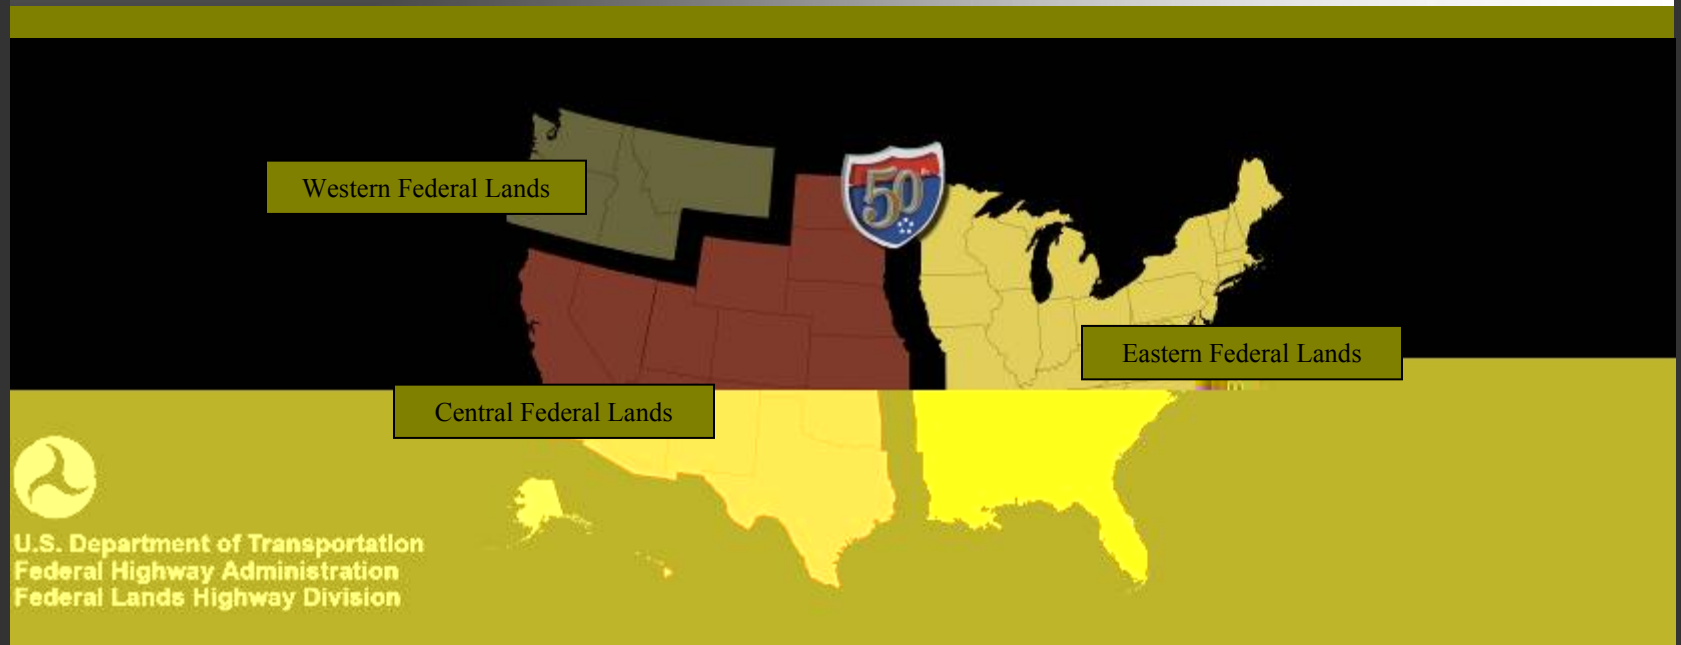 Western Federal Lands
50
Eastern Federal Lands
Central Federal Lands
U.S. Department of Transportation
Federal Highway Administration
Federal Lands Highway Division